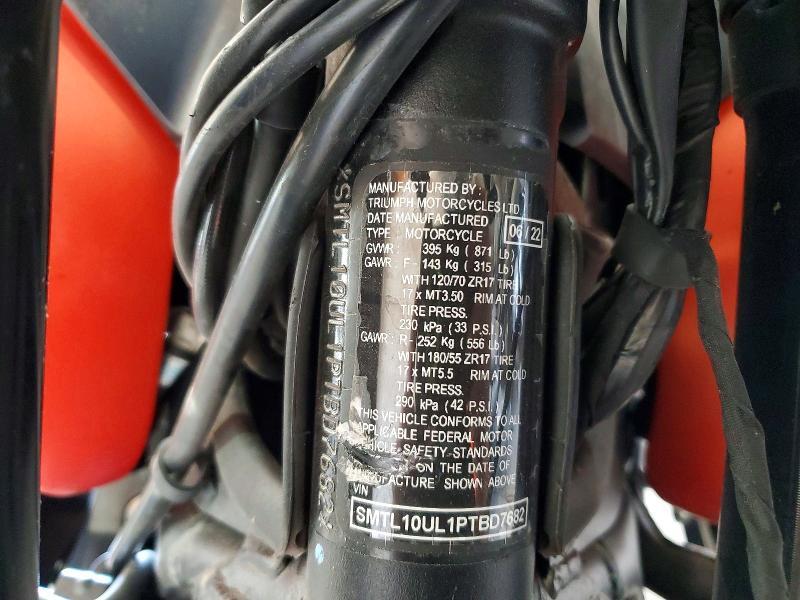 MANUFACTURED BY :
TRIUMPH MOTORCYCLES LTD
DATE MANUFACTURED 06 / 22
TYPE : MOTORCYCLE
GVWR : 395 Kg ( 871 Lb)
GAWR : F - 143 Kg ( 315 Lb)
WITH 120/70 ZR17 TIRE
17 x MT3.50 RIM AT COLD
TIRE PRESS.
230 kPa ( 33 P.S.I.)
GAWR : R - 252 Kg ( 556 Lb)
WITH 180/55 ZR17 TIRE
17 x MT5.5 RIM AT COLD
TIRE PRESS.
290 kPa ( 42 P.S.I.)
THIS VEHICLE CONFORMS TO ALL
APPLICABLE FEDERAL MOTOR
VEHICLE SAFETY STANDARDS
ON THE DATE OF
MANUFACTURE SHOWN ABOVE
VIN
SMTL10UL1PTBD7682